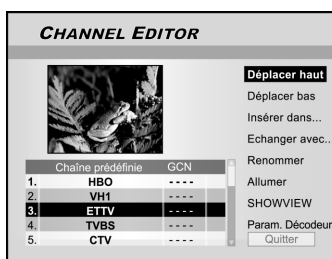 CHANNEL EDITOR
Déplacer haut
Déplacer bas
Insérer dans...
Echanger avec..
Renommer
Allumer
SHOWVIEW
Param. Décodeur
Quitter
Chaîne prédéfinie GCN
1. HBO - - - -
2. VH1 - - - -
3. ETTV - - - -
4. TVBS - - - -
5. CTV - - - -